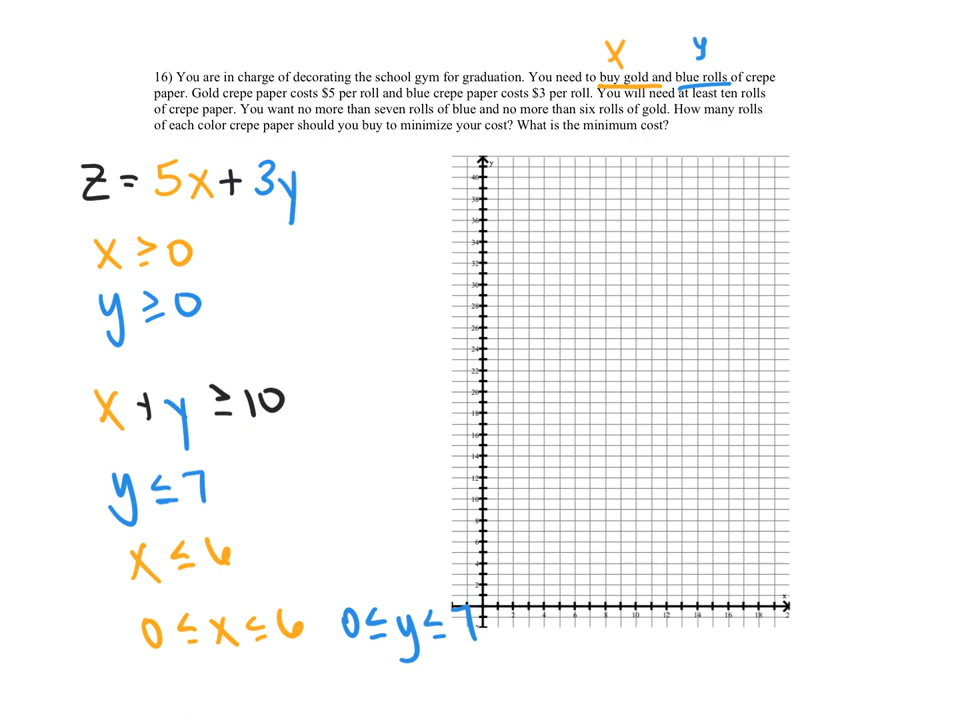 x y
16) You are in charge of decorating the school gym for graduation. You need to buy gold and blue rolls of crepe
paper. Gold crepe paper costs $5 per roll and blue crepe paper costs $3 per roll. You will need at least ten rolls
of crepe paper. You want no more than seven rolls of blue and no more than six rolls of gold. How many rolls
of each color crepe paper should you buy to minimize your cost? What is the minimum cost?
z = 5x + 3y
x ≥ 0
y ≥ 0
x + y ≥ 10
y ≤ 7
x ≤ 6
0 ≤ x ≤ 6 0 ≤ y ≤ 7
y
40
38
36
34
32
30
28
26
24
22
20
18
16
14
12
10
8
6
4
2
x
2 4 6 8 10 12 14 16 18 2